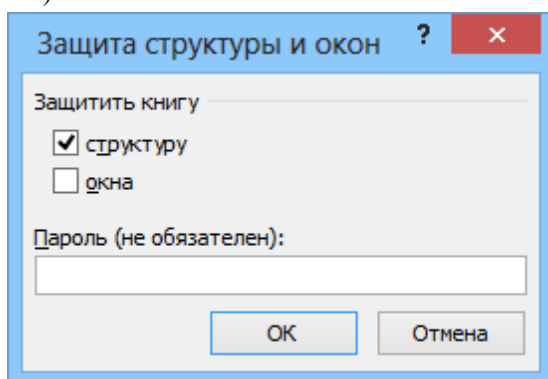 Защита структуры и окон ? ×
Защитить книгу
структуру
окна
Пароль (не обязателен):
ОК Отмена